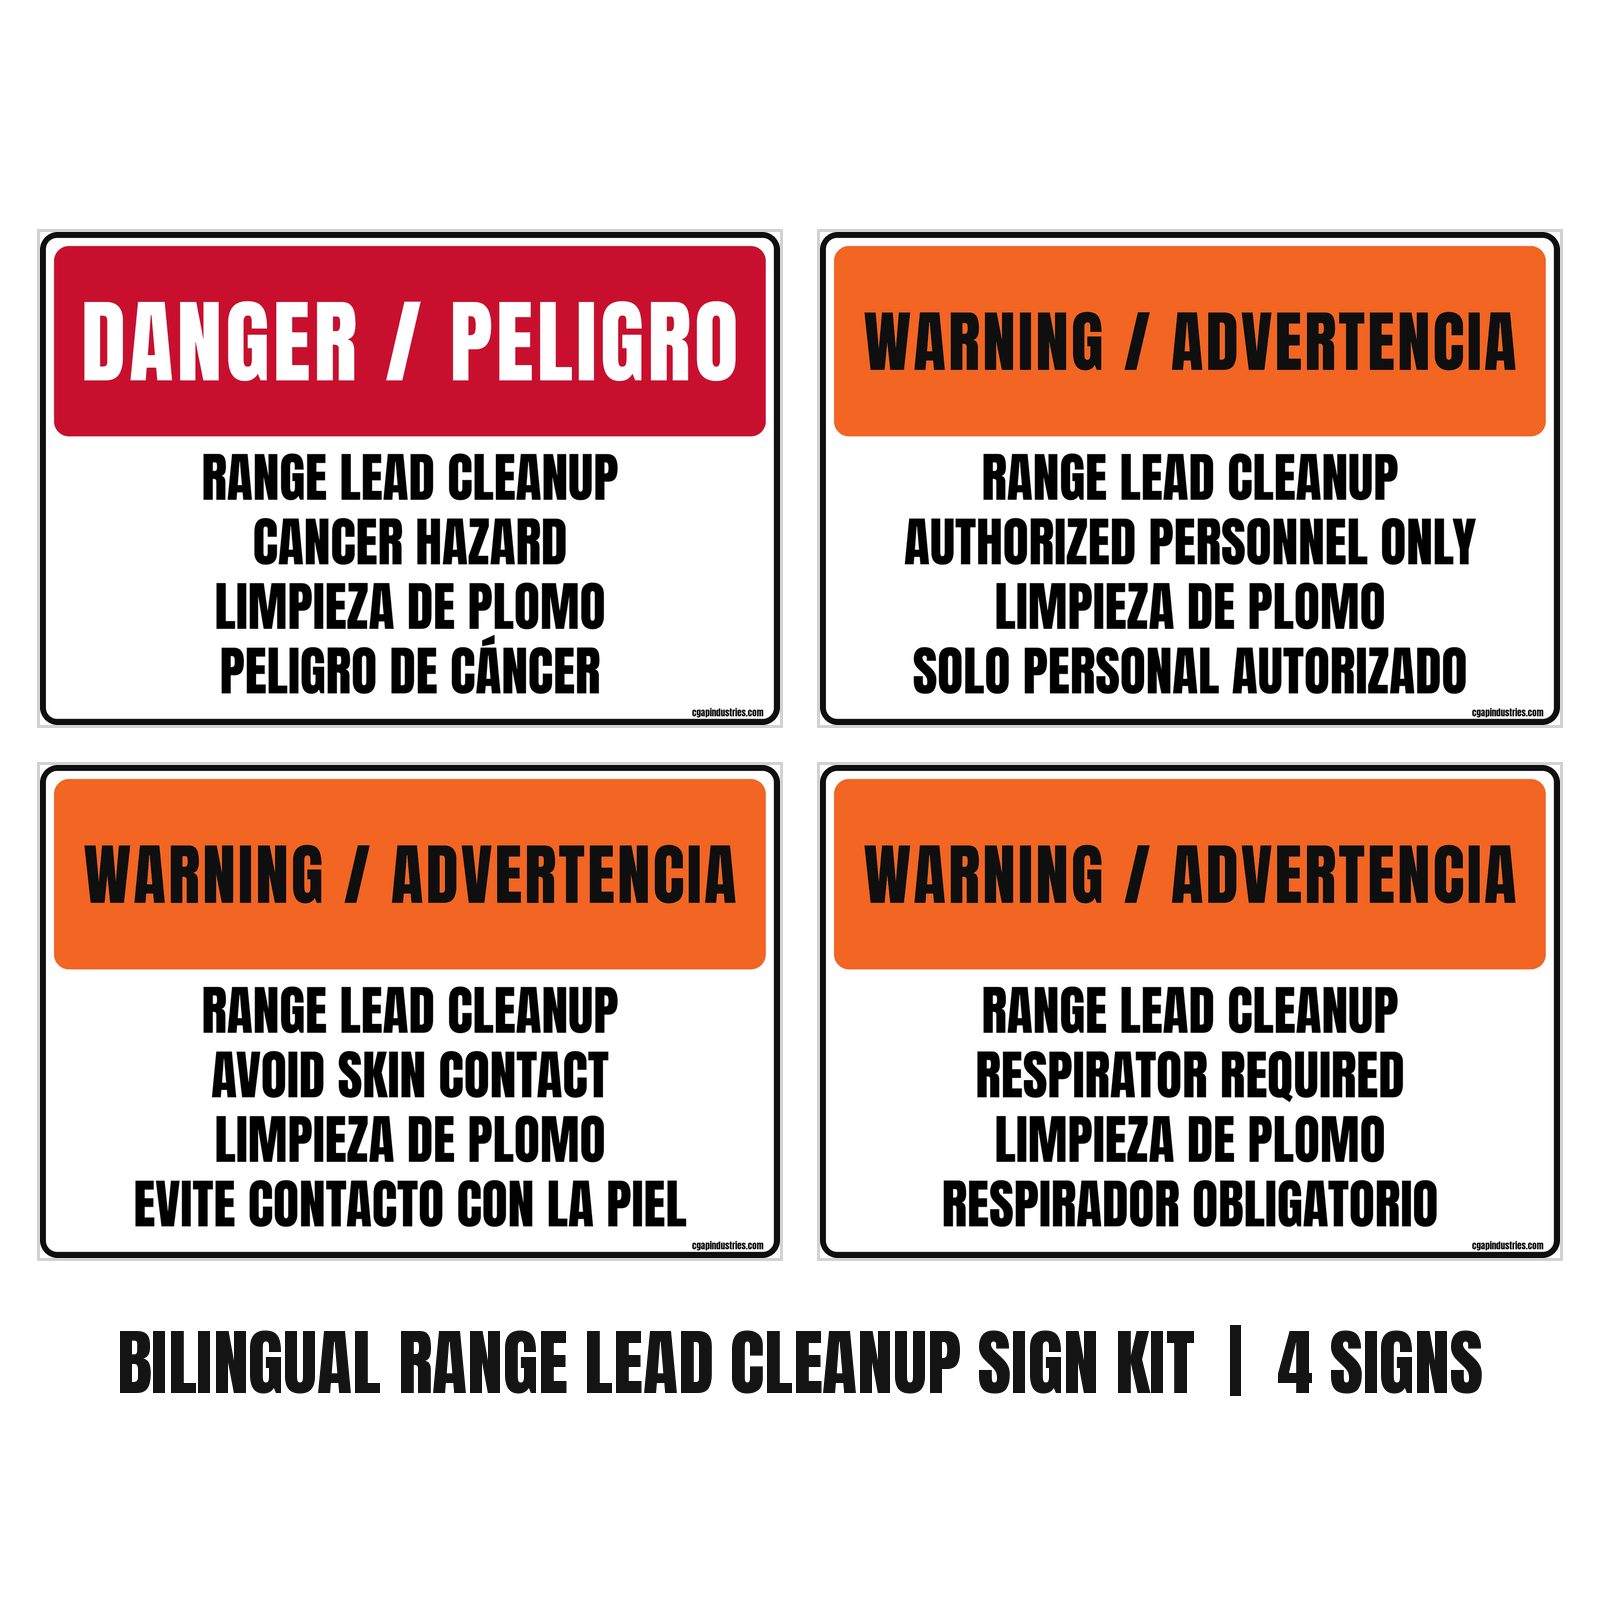 DANGER / PELIGRO
RANGE LEAD CLEANUP
CANCER HAZARD
LIMPIEZA DE PLOMO
PELIGRO DE CÁNCER
cgapindustries.com
WARNING / ADVERTENCIA
RANGE LEAD CLEANUP
AUTHORIZED PERSONNEL ONLY
LIMPIEZA DE PLOMO
SOLO PERSONAL AUTORIZADO
cgapindustries.com
WARNING / ADVERTENCIA
RANGE LEAD CLEANUP
AVOID SKIN CONTACT
LIMPIEZA DE PLOMO
EVITE CONTACTO CON LA PIEL
cgapindustries.com
WARNING / ADVERTENCIA
RANGE LEAD CLEANUP
RESPIRATOR REQUIRED
LIMPIEZA DE PLOMO
RESPIRADOR OBLIGATORIO
cgapindustries.com
BILINGUAL RANGE LEAD CLEANUP SIGN KIT | 4 SIGNS